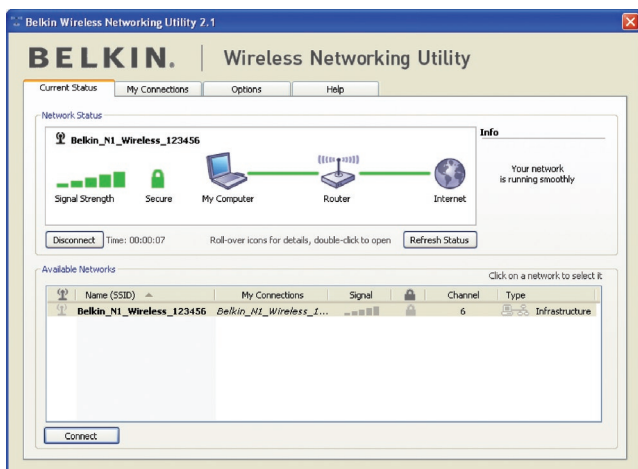 Belkin Wireless Networking Utility 2.1
BELKIN. | Wireless Networking Utility
Current Status My Connections Options Help
Network Status
Belkin_N1_Wireless_123456
Info
Your network
is running smoothly
Signal Strength Secure My Computer Router Internet
Disconnect Time: 00:00:07 Roll-over icons for details, double-click to open Refresh Status
Available Networks
Click on a network to select it
Name (SSID) My Connections Signal Channel Type
Belkin_N1_Wireless_123456 Belkin_N1_Wireless_1... 6 Infrastructure
Connect